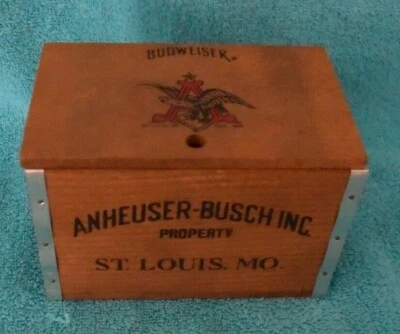 BUDWEISER
ANHEUSER-BUSCH INC.
PROPERTY
ST. LOUIS, MO.